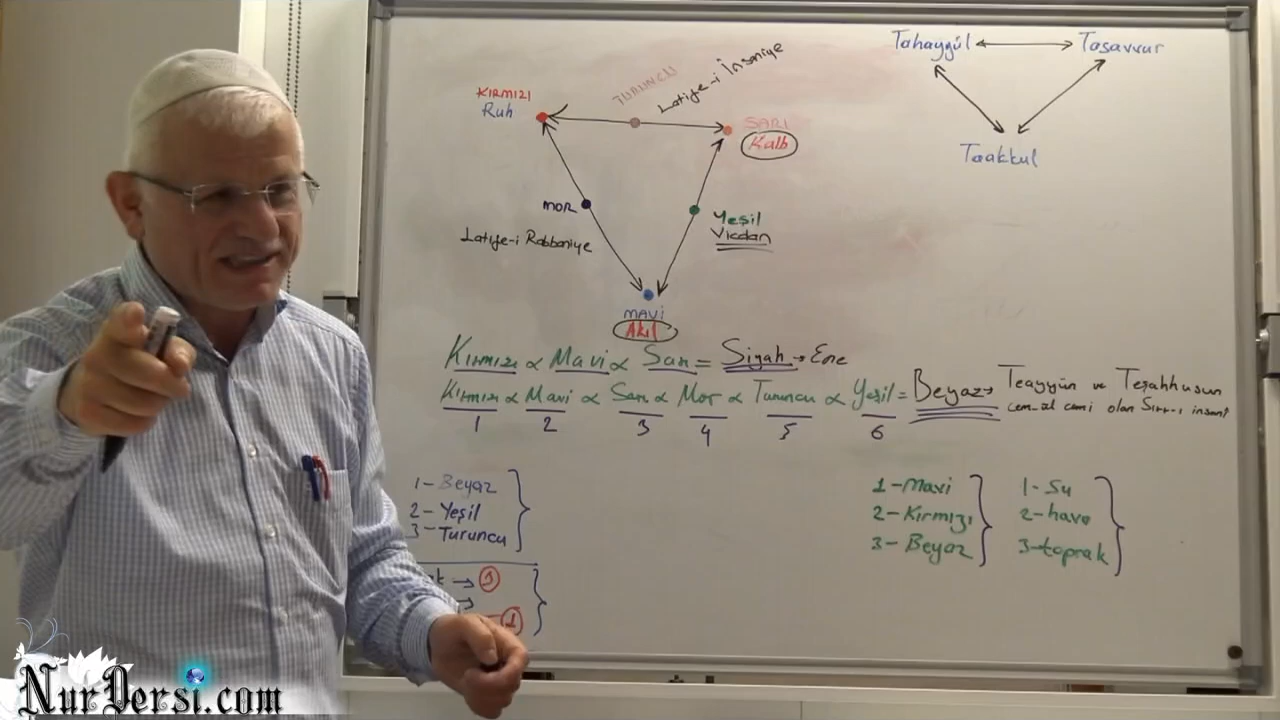 Tahayyül Tasavvur
Taakkul
KIRMIZI
Ruh
TURUNCU
Latife-i İnsaniye
SARI
Kalb
MOR
Latife-i Rabbaniye
Yeşil
Vicdan
MAVİ
Akıl
Kırmızı ∝ Mavi ∝ Sarı = Siyah → Ene
Kırmızı ∝ Mavi ∝ Sarı ∝ Mor ∝ Turuncu ∝ Yeşil = Beyaz → Teayyün ve Teşahhusun
cem-ül cemi olan Sırr-ı insani
1 2 3 4 5 6
1- Beyaz
2- Yeşil
3- Turuncu
→ 3
→
1
1- Mavi
2- Kırmızı
3- Beyaz
1- Su
2- hava
3- toprak
NurDersi.com